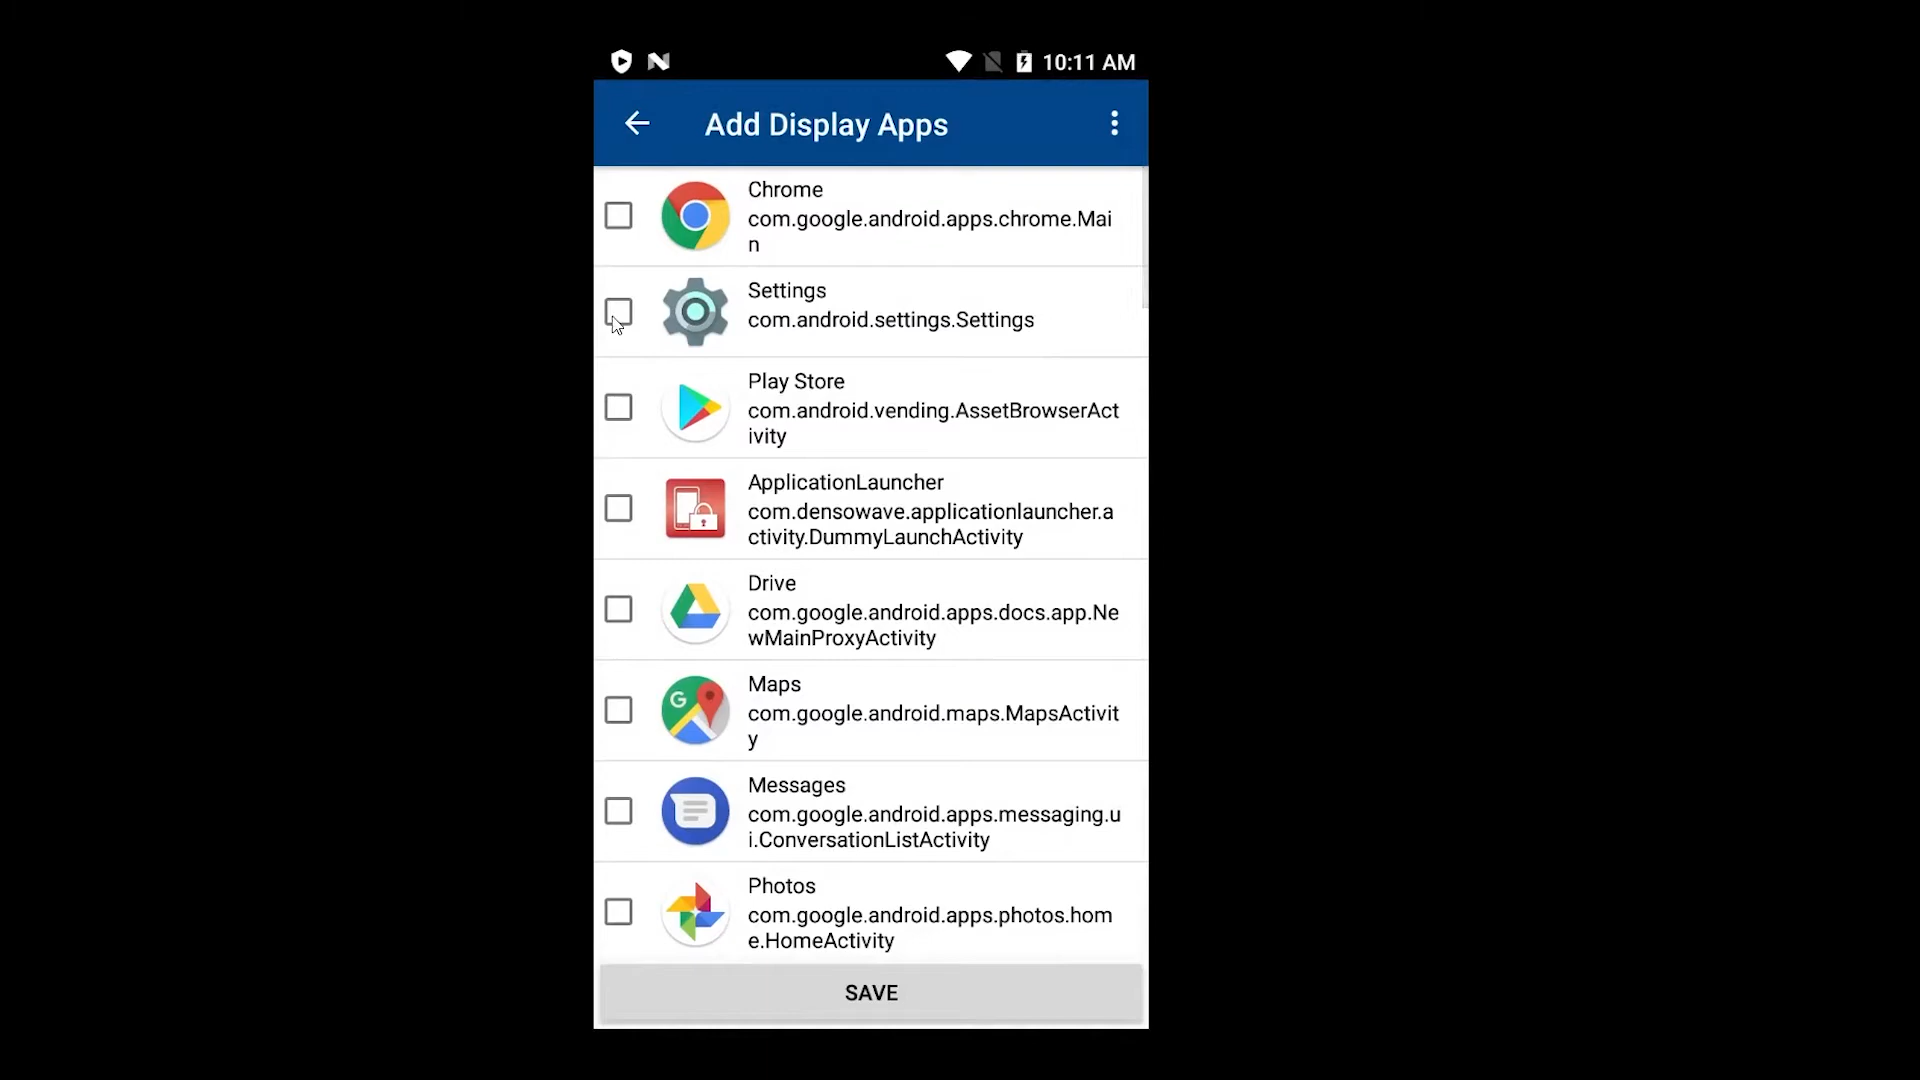 10:11 AM
Add Display Apps
Chrome
com.google.android.apps.chrome.Mai
n
Settings
com.android.settings.Settings
Play Store
com.android.vending.AssetBrowserAct
ivity
ApplicationLauncher
com.densowave.applicationlauncher.a
ctivity.DummyLaunchActivity
Drive
com.google.android.apps.docs.app.Ne
wMainProxyActivity
G
Maps
com.google.android.maps.MapsActivit
y
Messages
com.google.android.apps.messaging.u
i.ConversationListActivity
Photos
com.google.android.apps.photos.hom
e.HomeActivity
SAVE